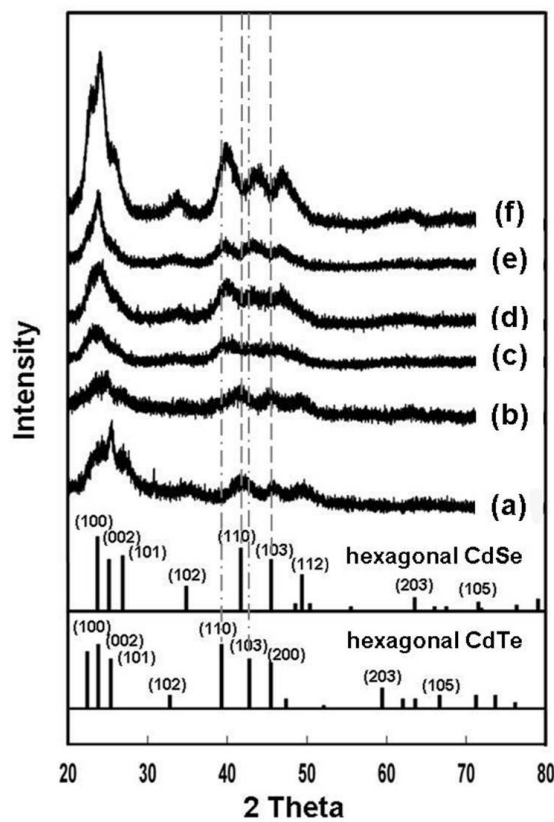 (f)
(e)
(d)
(c)
(b)
(a)
Intensity
(100)
(002)
(101)
(102)
(110)
(103)
(112)
(203)
(105)
hexagonal CdSe
(100)
(002)
(101)
(102)
(110)
(103)
(200)
(203)
(105)
hexagonal CdTe
20 30 40 50 60 70 80
2 Theta